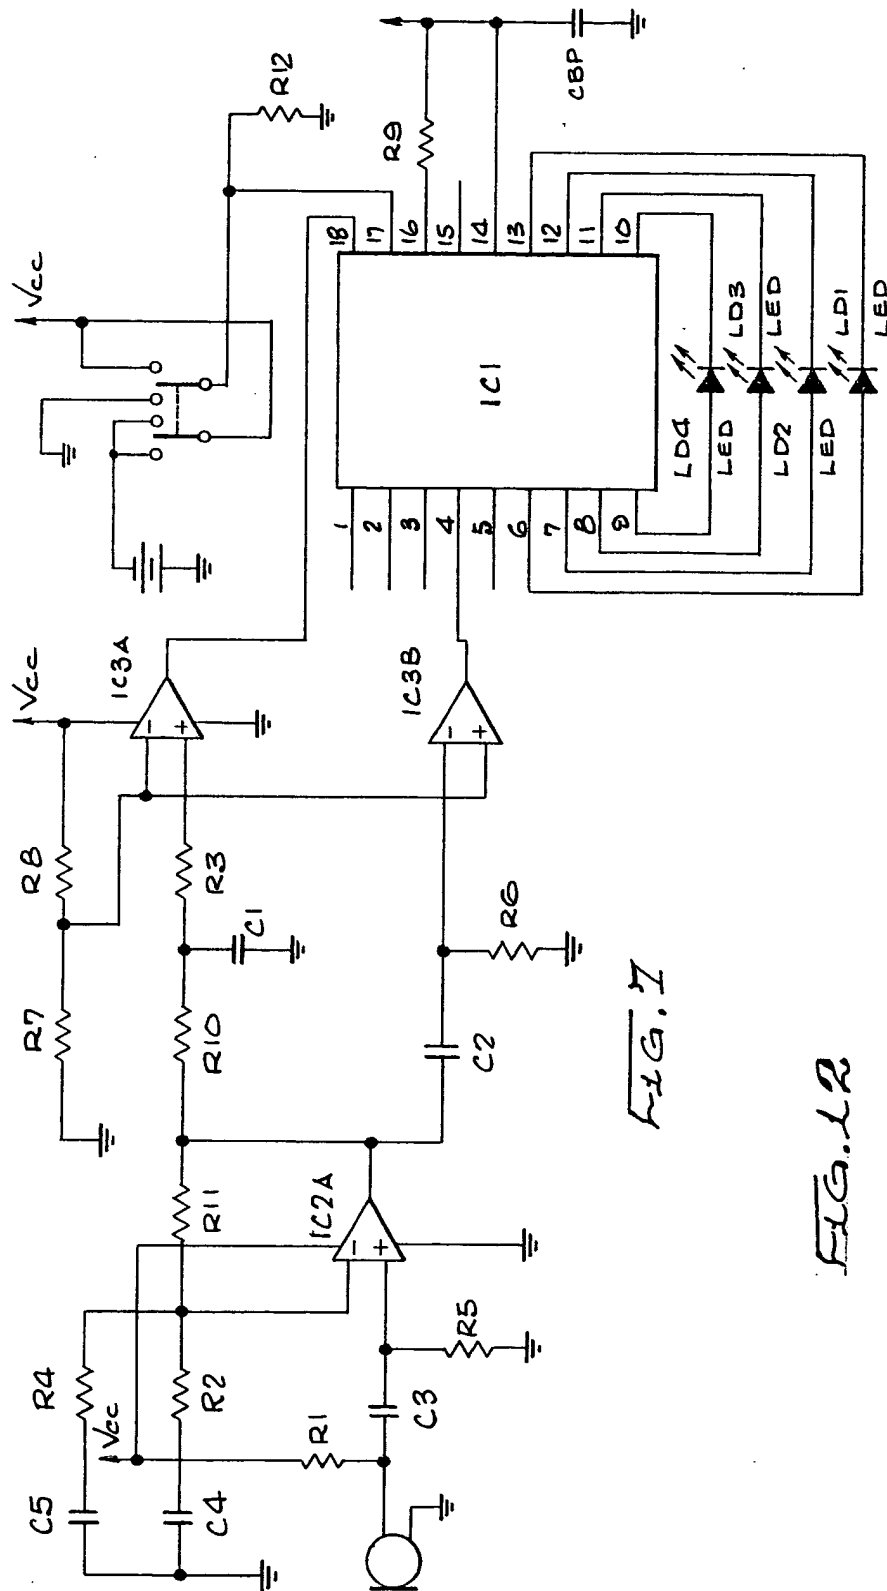 Vcc
R12
R9
CBP
18
17
16
15
14
13
12
11
10
IC1
1
2
3
4
5
6
7
8
9
LD4
LED
LD3
LED
LD2
LED
LD1
LED
Vcc
IC3A
IC3B
-
+
-
+
R8
R7
R3
C1
R10
R6
C2
R11
IC2A
-
+
R4
R2
Vcc
R1
C3
R5
C5
C4
FIG. 7
FIG. 12